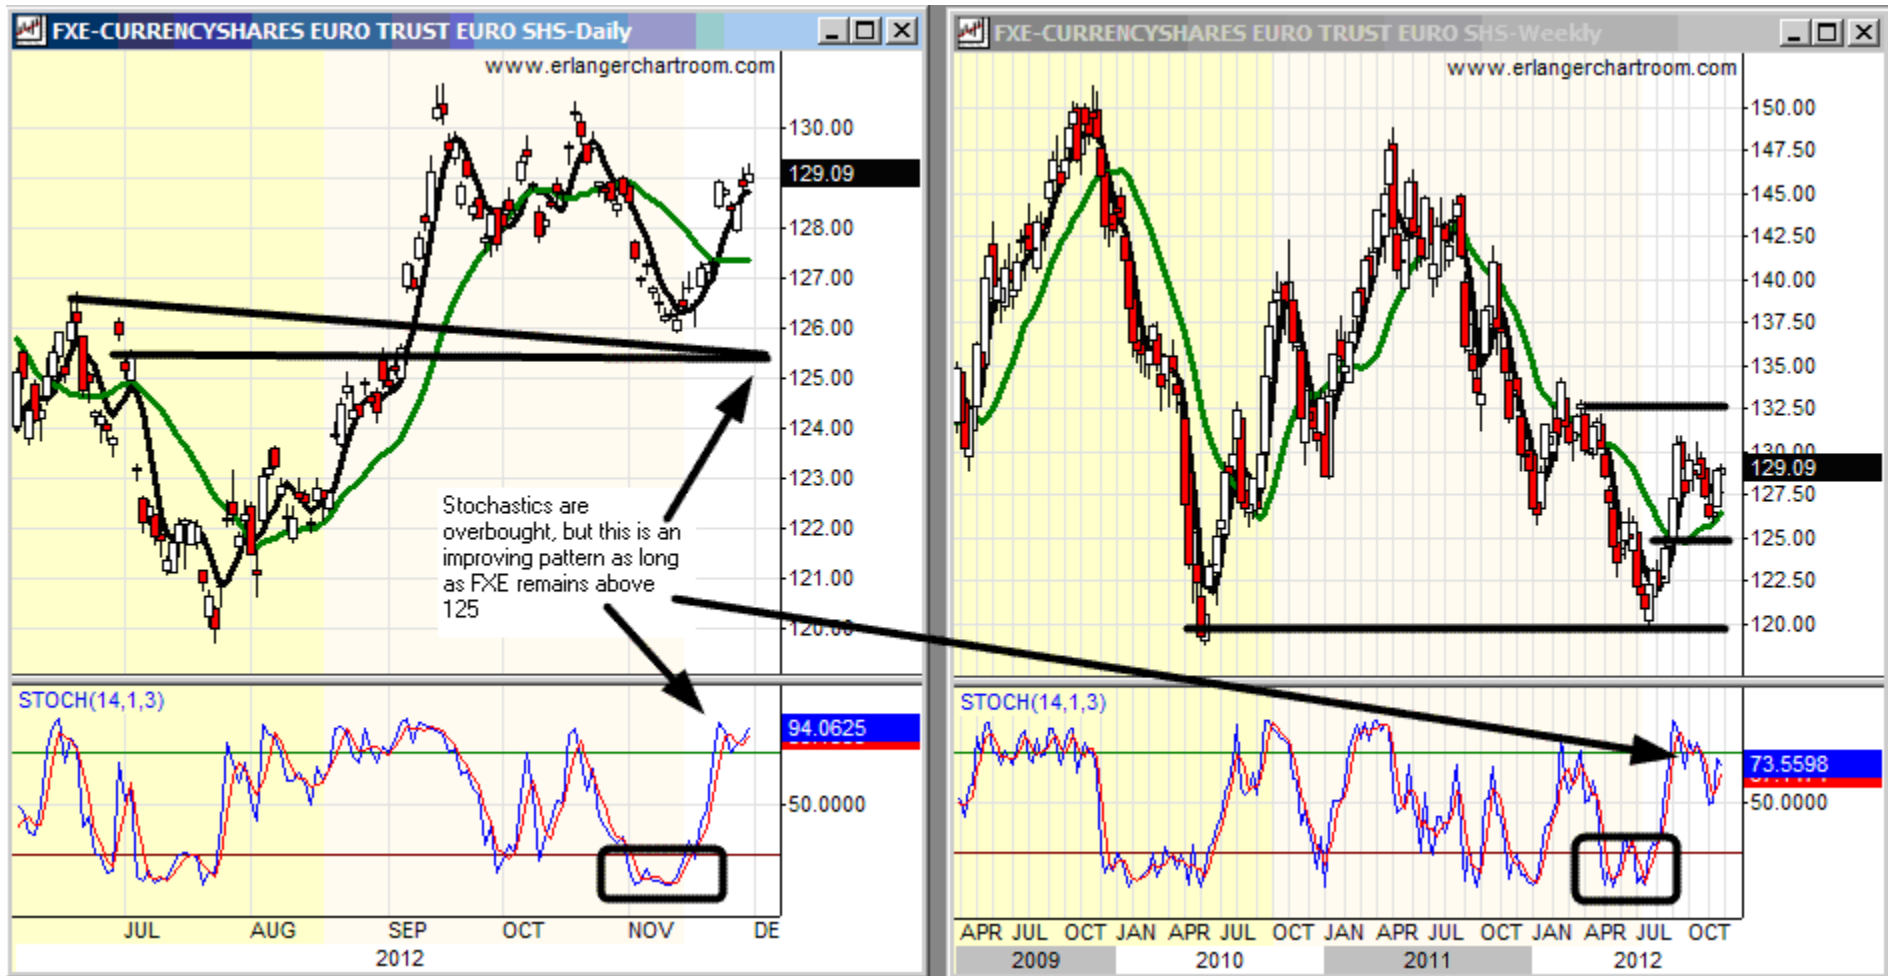 FXE-CURRENCYSHARES EURO TRUST EURO SHS-Daily
www.erlangerchartroom.com
130.00
129.09
128.00
127.00
126.00
125.00
124.00
123.00
122.00
121.00
120.00
Stochastics are
overbought, but this is an
improving pattern as long
as FXE remains above
125
STOCH(14,1,3)
94.0625
50.0000
JUL AUG SEP OCT NOV DE
2012
FXE-CURRENCYSHARES EURO TRUST EURO SHS-Weekly
www.erlangerchartroom.com
150.00
147.50
145.00
142.50
140.00
137.50
135.00
132.50
130.00
129.09
127.50
125.00
122.50
120.00
STOCH(14,1,3)
73.5598
50.0000
APR JUL OCT JAN APR JUL OCT JAN APR JUL OCT JAN APR JUL OCT
2009 2010 2011 2012